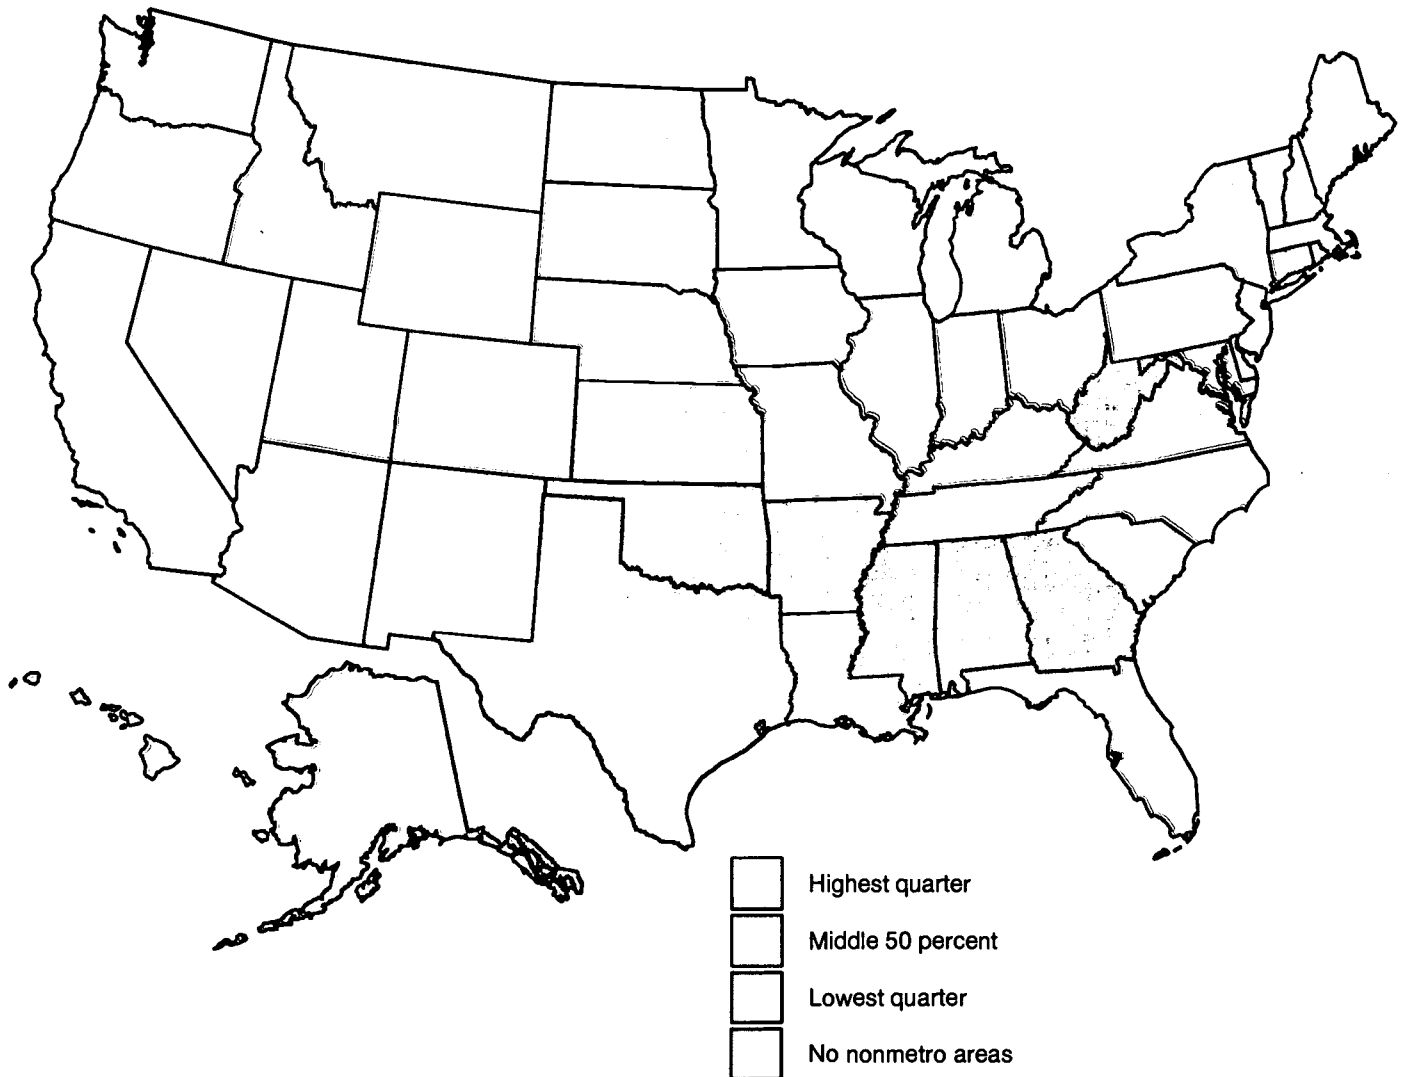 Highest quarter
Middle 50 percent
Lowest quarter
No nonmetro areas